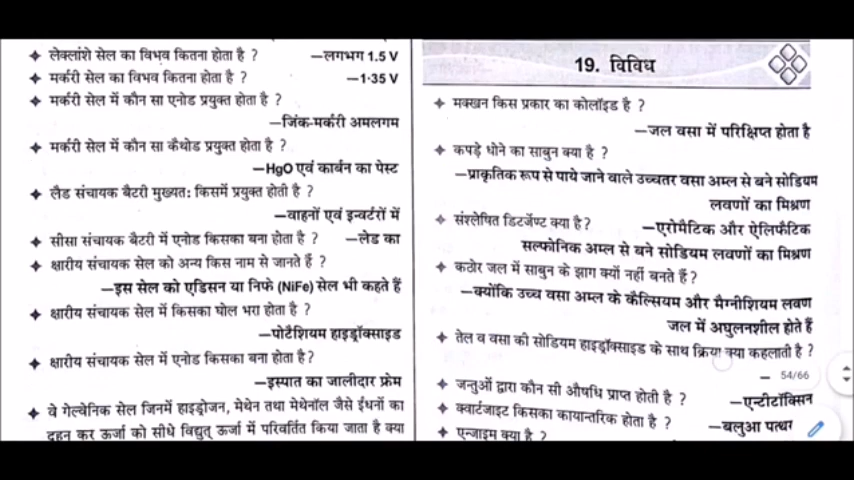 ✦ लेक्लांशे सेल का विभव कितना होता है ? —लगभग 1.5 V
✦ मर्करी सेल का विभव कितना होता है ? —1·35 V
✦ मर्करी सेल में कौन सा एनोड प्रयुक्त होता है ?
—जिंक-मर्करी अमलगम
✦ मर्करी सेल में कौन सा कैथोड प्रयुक्त होता है ?
—HgO एवं कार्बन का पेस्ट
✦ लैड संचायक बैटरी मुख्यतः किसमें प्रयुक्त होती है ?
—वाहनों एवं इन्वर्टरों में
✦ सीसा संचायक बैटरी में एनोड किसका बना होता है ? —लेड का
✦ क्षारीय संचायक सेल को अन्य किस नाम से जानते हैं ?
—इस सेल को एडिसन या निफे (NiFe) सेल भी कहते हैं
✦ क्षारीय संचायक सेल में किसका घोल भरा होता है ?
—पोटैशियम हाइड्रॉक्साइड
✦ क्षारीय संचायक सेल में एनोड किसका बना होता है?
—इस्पात का जालीदार फ्रेम
✦ वे गेल्वेनिक सेल जिनमें हाइड्रोजन, मेथेन तथा मेथेनॉल जैसे ईंधनों का
दहन कर ऊर्जा को सीधे विद्युत् ऊर्जा में परिवर्तित किया जाता है क्या
19. विविध
✦ मक्खन किस प्रकार का कोलॉइड है ?
—जल वसा में परिक्षिप्त होता है
✦ कपड़े धोने का साबुन क्या है ?
—प्राकृतिक रूप से पाये जाने वाले उच्चतर वसा अम्ल से बने सोडियम
लवणों का मिश्रण
✦ संश्लेषित डिटर्जेण्ट क्या है? —एरोमैटिक और ऐलिफैटिक
सल्फोनिक अम्ल से बने सोडियम लवणों का मिश्रण
✦ कठोर जल में साबुन के झाग क्यों नहीं बनते हैं?
—क्योंकि उच्च वसा अम्ल के कैल्सियम और मैग्नीशियम लवण
जल में अघुलनशील होते हैं
✦ तेल व वसा की सोडियम हाइड्रॉक्साइड के साथ क्रिया क्या कहलाती है ?
— 54/66
✦ जन्तुओं द्वारा कौन सी औषधि प्राप्त होती है ? —एन्टीटॉक्सिन
✦ क्वार्टजाइट किसका कायान्तरिक होता है ? —बलुआ पत्थर
✦ एन्जाइम क्या है ?